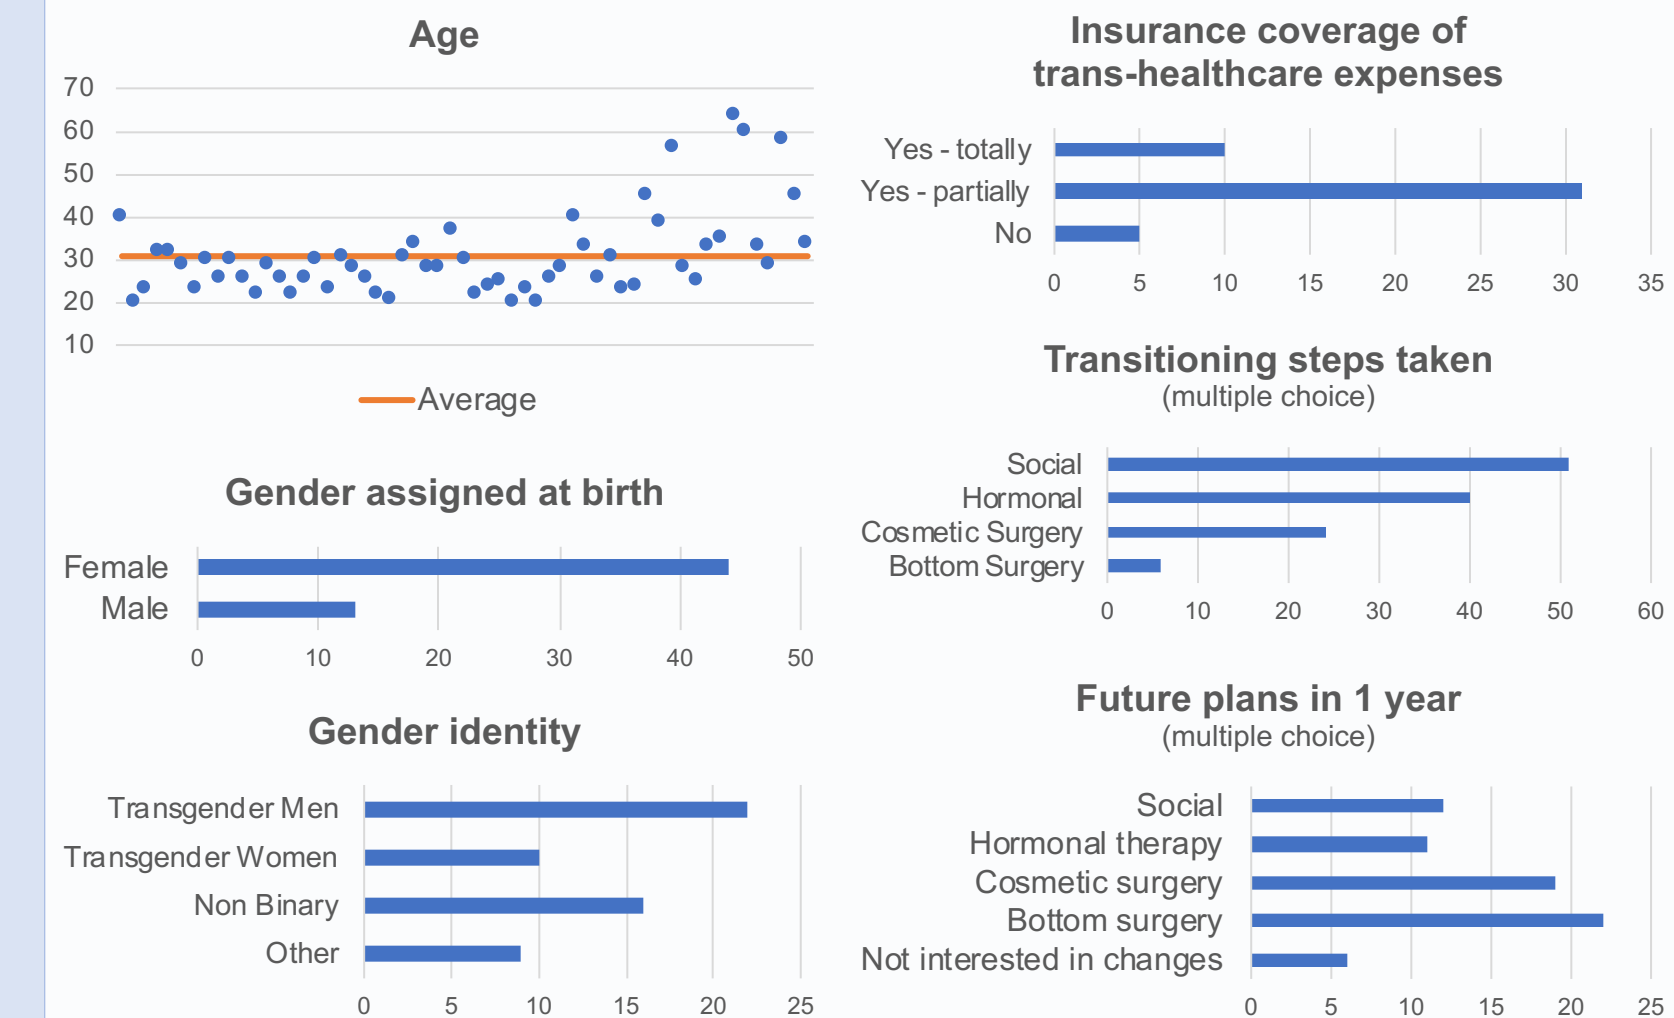 Age
70
60
50
40
30
20
10
Average
Gender assigned at birth
Female
Male
0 10 20 30 40 50
Gender identity
Transgender Men
Transgender Women
Non Binary
Other
0 5 10 15 20 25
Insurance coverage of
trans-healthcare expenses
Yes - totally
Yes - partially
No
0 5 10 15 20 25 30 35
Transitioning steps taken
(multiple choice)
Social
Hormonal
Cosmetic Surgery
Bottom Surgery
0 10 20 30 40 50 60
Future plans in 1 year
(multiple choice)
Social
Hormonal therapy
Cosmetic surgery
Bottom surgery
Not interested in changes
0 5 10 15 20 25